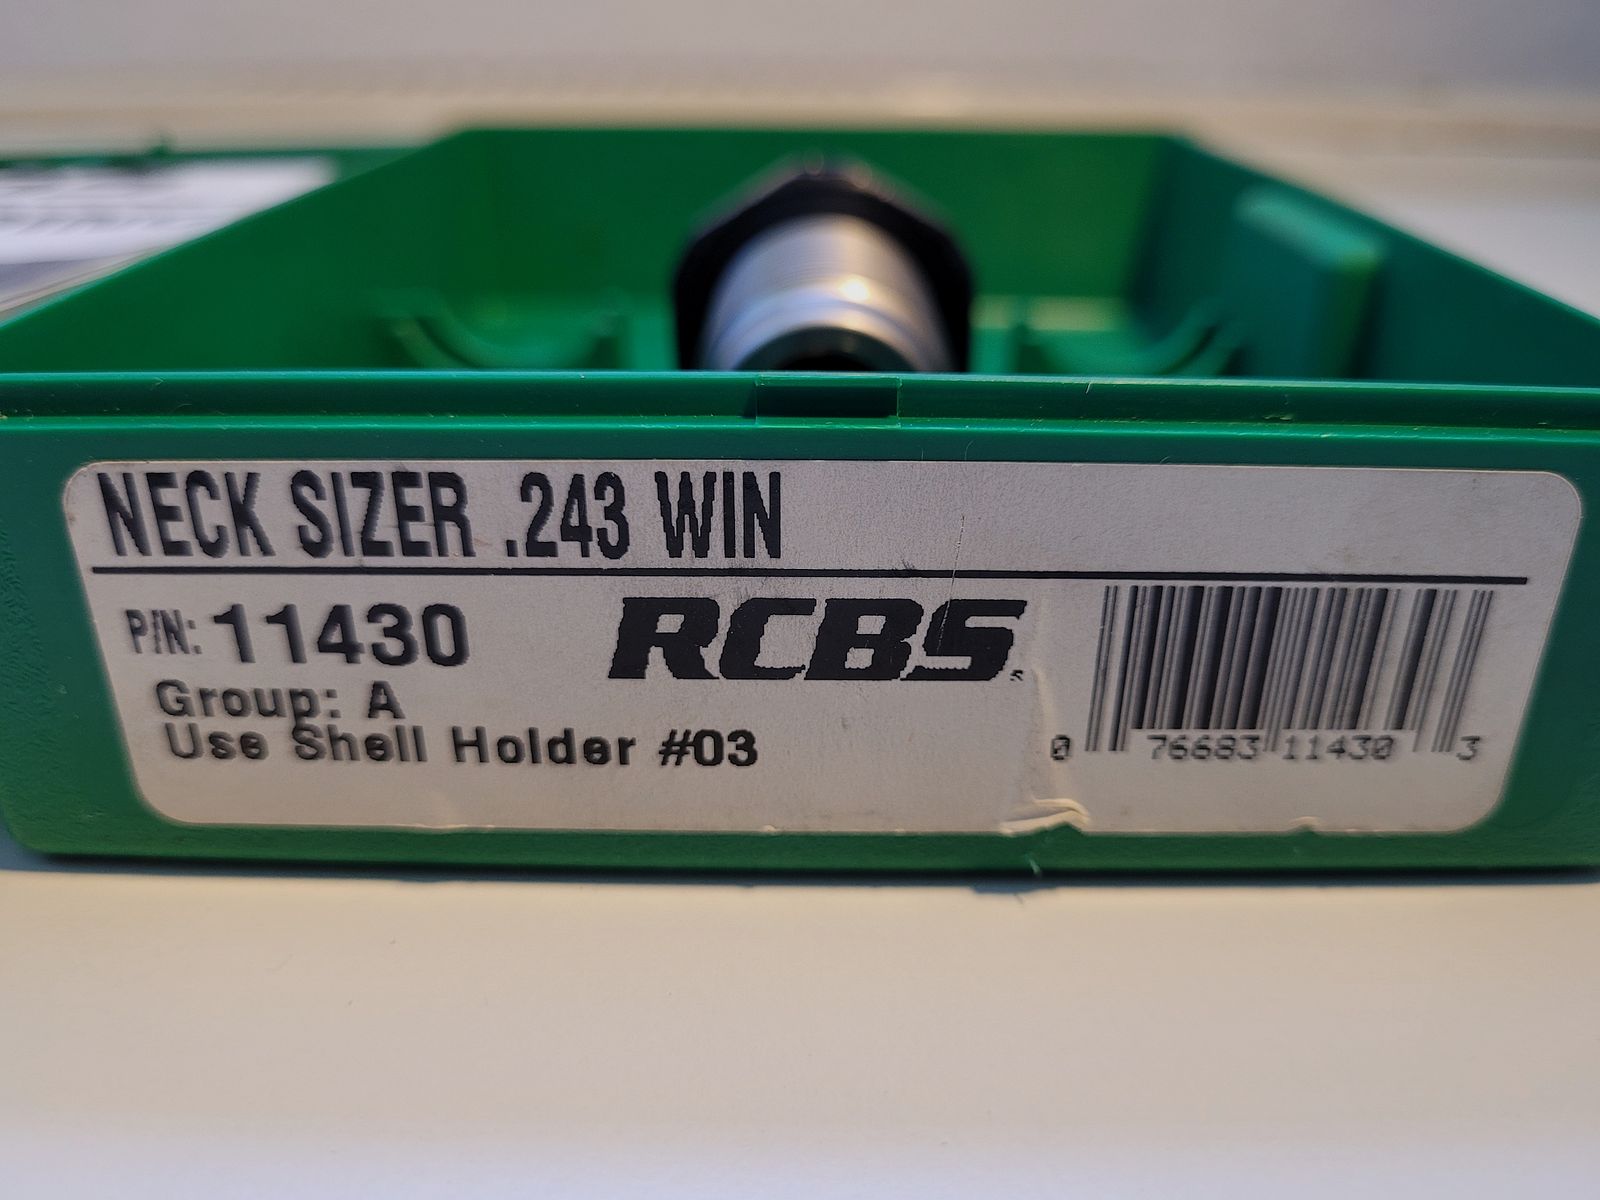 NECK SIZER .243 WIN
P/N: 11430
RCBS
Group: A
Use Shell Holder #03
0 76683 11430 3